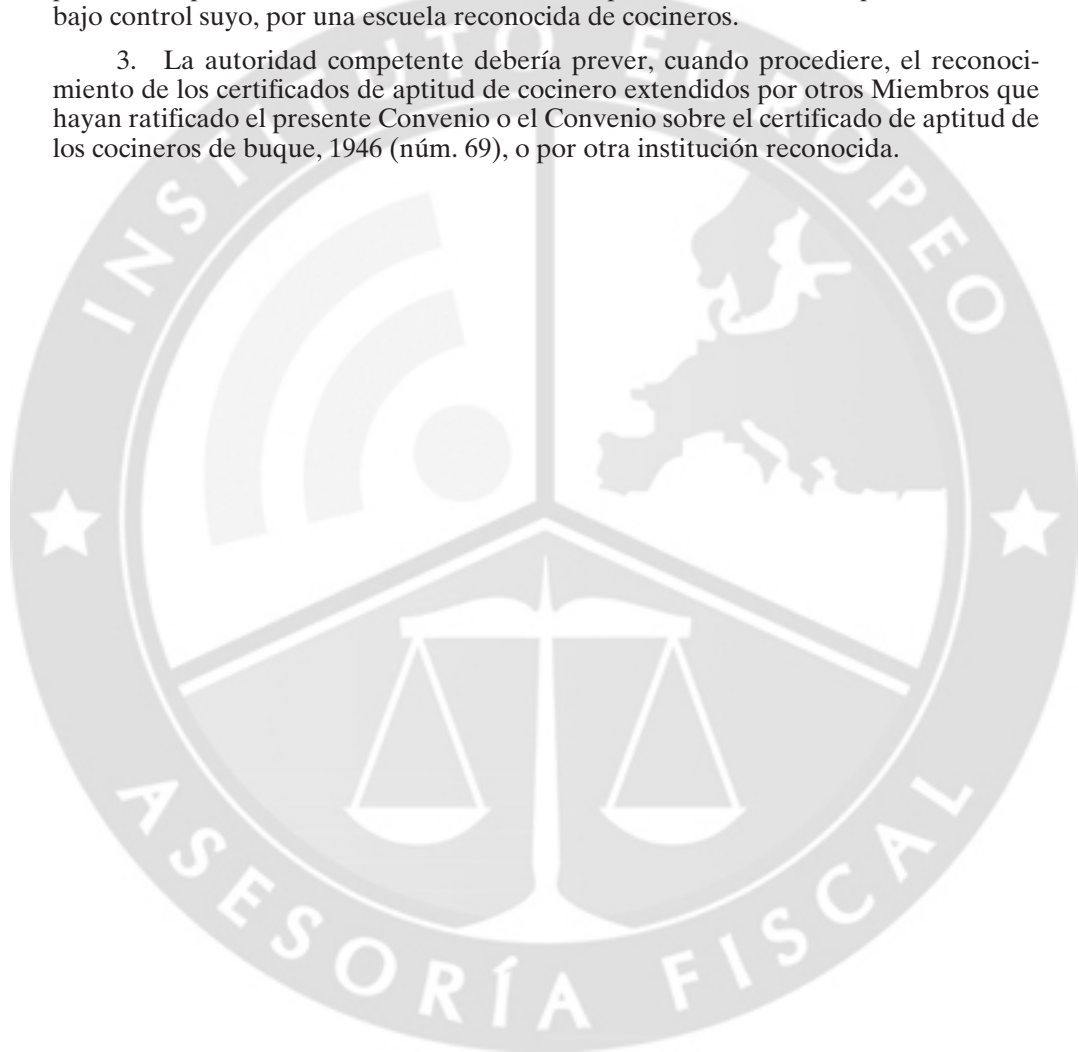 bajo control suyo, por una escuela reconocida de cocineros.
3. La autoridad competente debería prever, cuando procediere, el reconoci-
miento de los certificados de aptitud de cocinero extendidos por otros Miembros que
hayan ratificado el presente Convenio o el Convenio sobre el certificado de aptitud de
los cocineros de buque, 1946 (núm. 69), o por otra institución reconocida.
INSTITUTO EUROPEO
ASESORÍA FISCAL